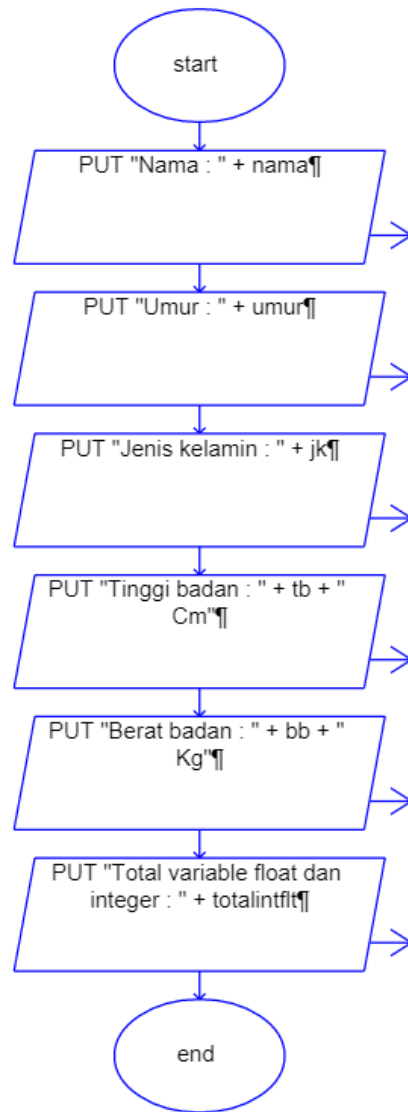 start
PUT "Nama : " + nama¶
PUT "Umur : " + umur¶
PUT "Jenis kelamin : " + jk¶
PUT "Tinggi badan : " + tb + "
Cm"¶
PUT "Berat badan : " + bb + "
Kg"¶
PUT "Total variable float dan
integer : " + totalintflt¶
end